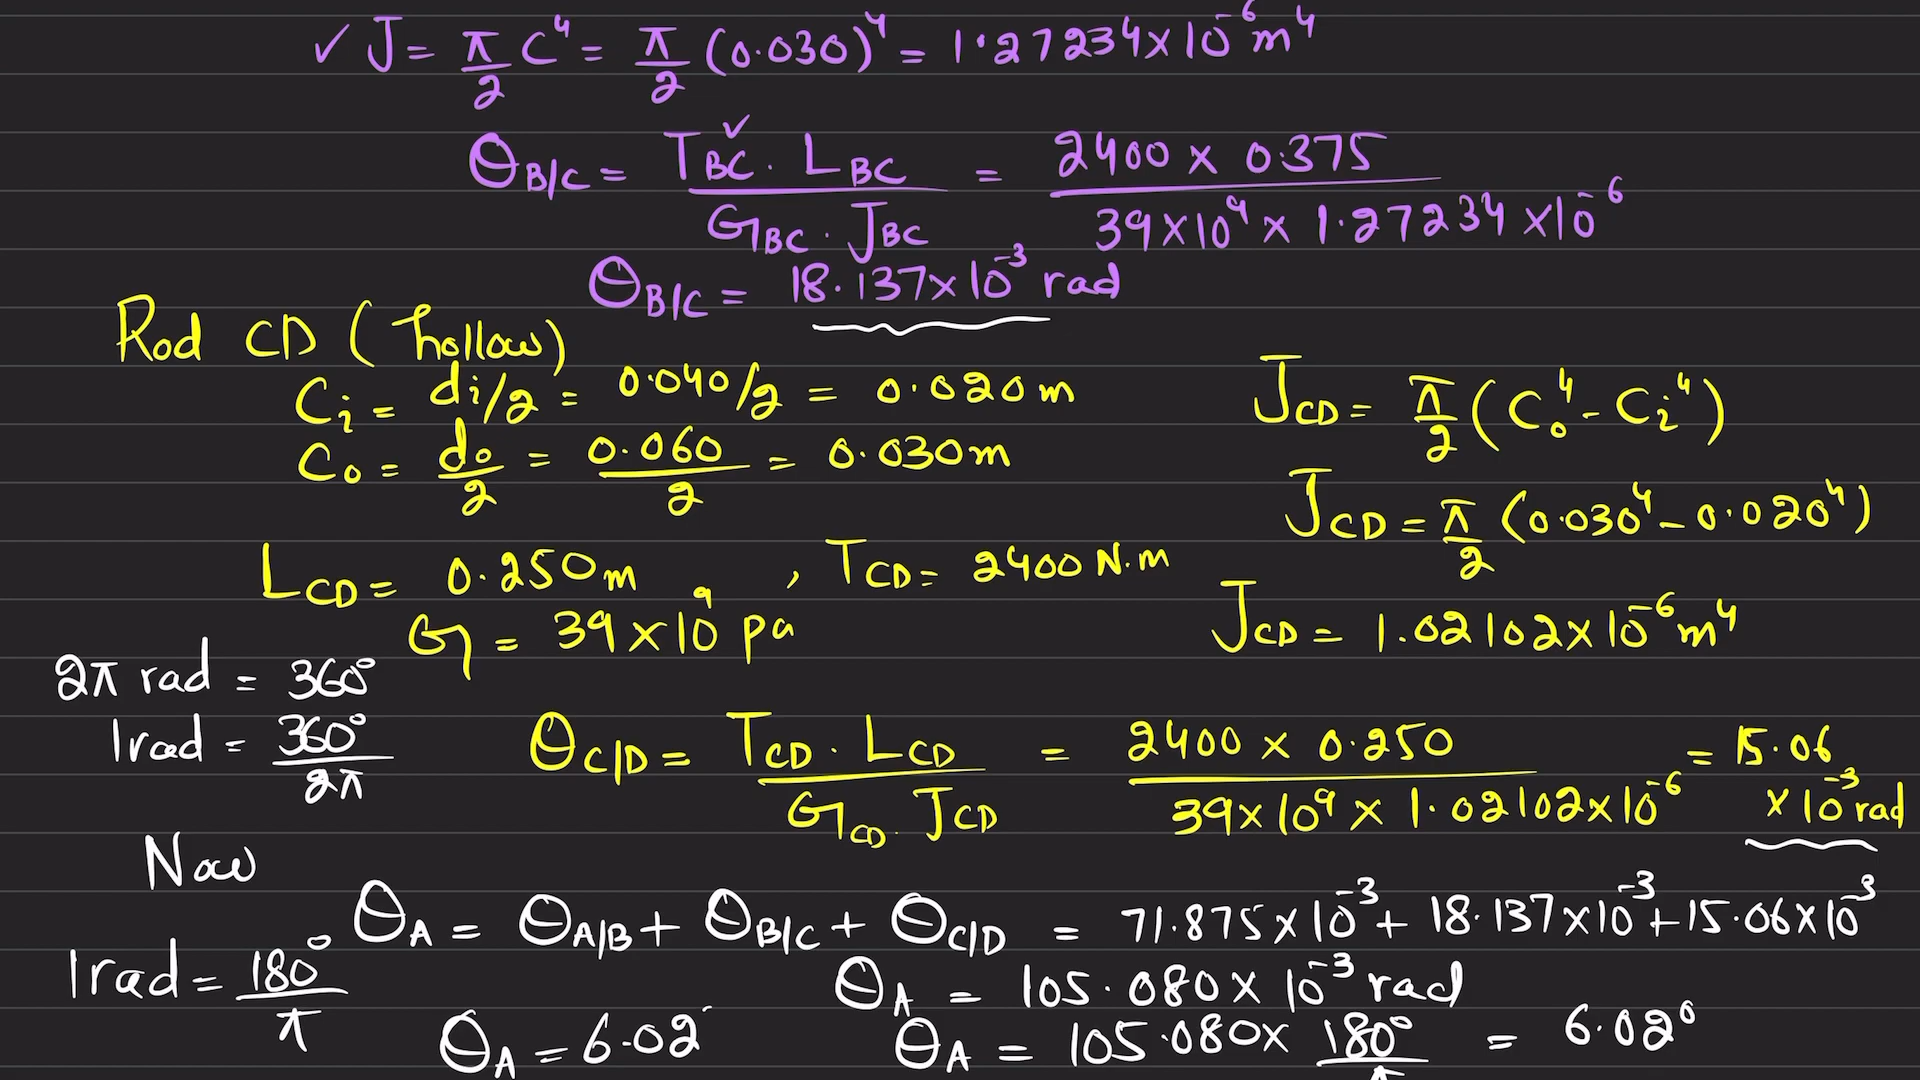 ✓ J = π/2 C⁴ = π/2 (0.030)⁴ = 1.27234×10⁻⁶ m⁴
θB/C = TBC✓ · LBC / GBC · JBC = 2400 × 0.375 / 39×10⁹ × 1.27234×10⁻⁶
θB/C = 18.137×10⁻³ rad
Rod CD (hollow)
Ci = di/2 = 0.040/2 = 0.020 m
Co = do/2 = 0.060/2 = 0.030 m
JCD = π/2 (Co⁴ - Ci⁴)
JCD = π/2 (0.030⁴ - 0.020⁴)
LCD = 0.250 m , TCD = 2400 N.m
G = 39×10⁹ pa
JCD = 1.02102×10⁻⁶ m⁴
2π rad = 360°
1 rad = 360°/2π
θC/D = TCD · LCD / GCD · JCD = 2400 × 0.250 / 39×10⁹ × 1.02102×10⁻⁶ = 15.06 ×10⁻³ rad
Now
θA = θA/B + θB/C + θC/D = 71.875×10⁻³ + 18.137×10⁻³ + 15.06×10⁻³
1 rad = 180°/π
θA = 105.080×10⁻³ rad
θA = 6.02
θA = 105.080× 180°/π = 6.02°